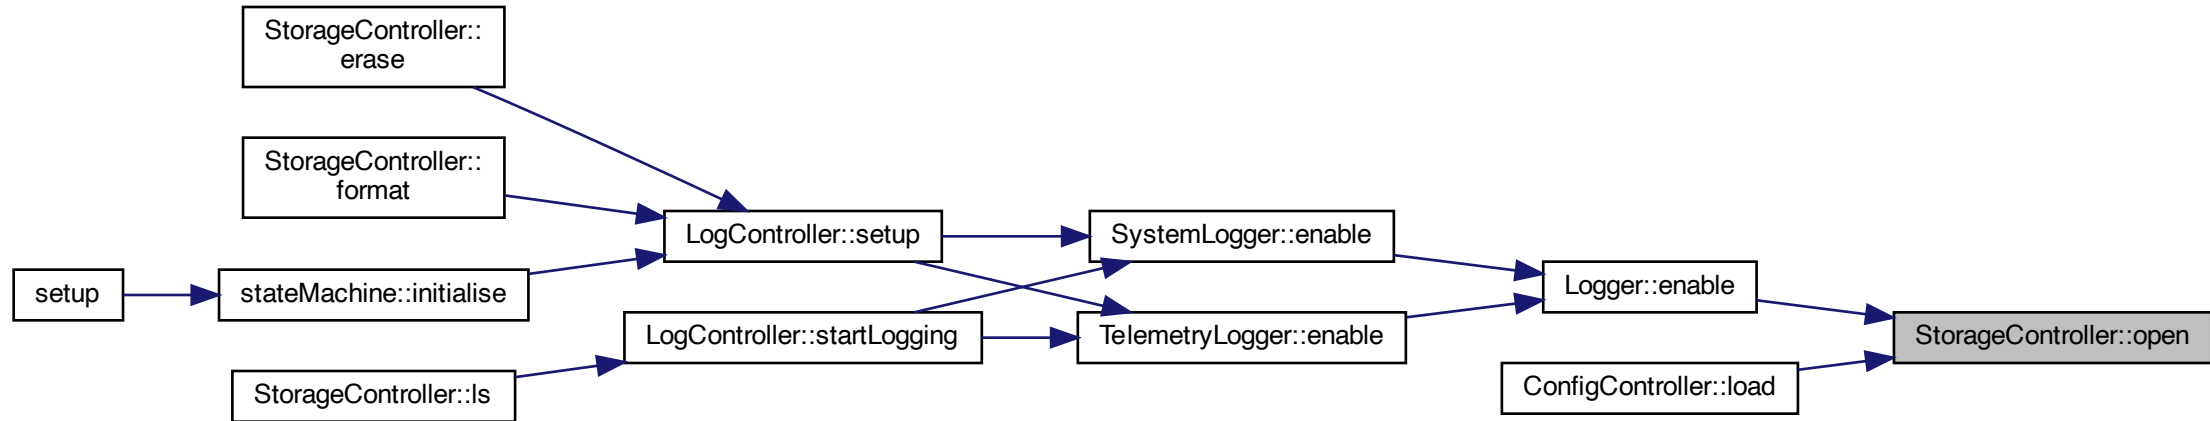 StorageController::
erase
StorageController::
format
LogController::setup
SystemLogger::enable
setup
stateMachine::initialise
Logger::enable
LogController::startLogging
TelemetryLogger::enable
StorageController::open
StorageController::ls
ConfigController::load